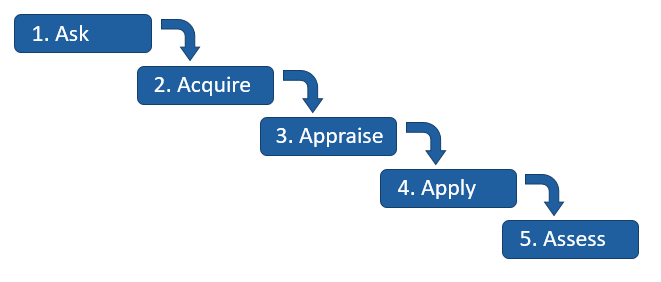 1. Ask
2. Acquire
3. Appraise
4. Apply
5. Assess